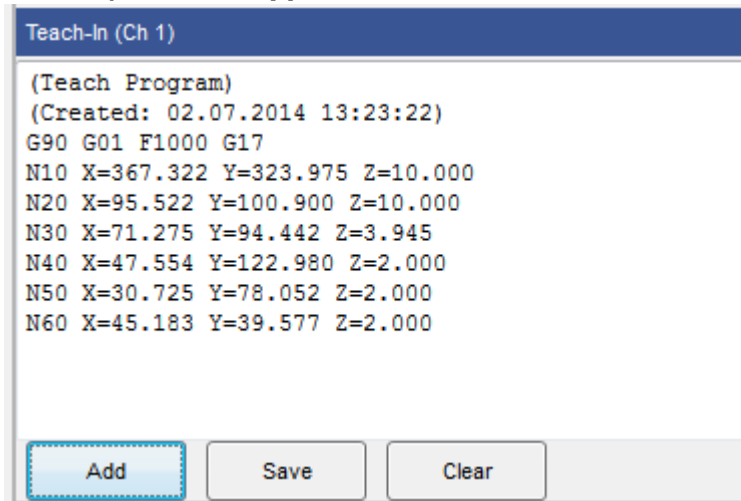 Teach-In (Ch 1)
(Teach Program)
(Created: 02.07.2014 13:23:22)
G90 G01 F1000 G17
N10 X=367.322 Y=323.975 Z=10.000
N20 X=95.522 Y=100.900 Z=10.000
N30 X=71.275 Y=94.442 Z=3.945
N40 X=47.554 Y=122.980 Z=2.000
N50 X=30.725 Y=78.052 Z=2.000
N60 X=45.183 Y=39.577 Z=2.000
Add Save Clear